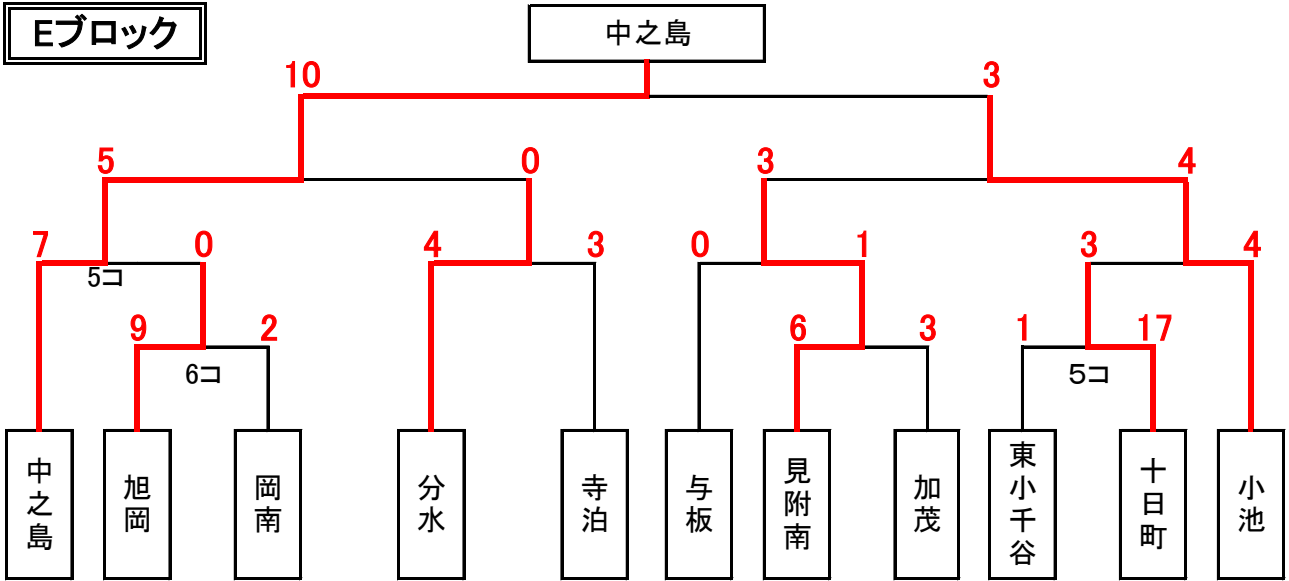 Eブロック
中之島
10 3
5 0 3 4
7 0 4 3 0 1 3 4
5コ
9 2 6 3 1 17
6コ 5コ
中之島 旭岡 岡南 分水 寺泊 与板 見附南 加茂 東小千谷 十日町 小池